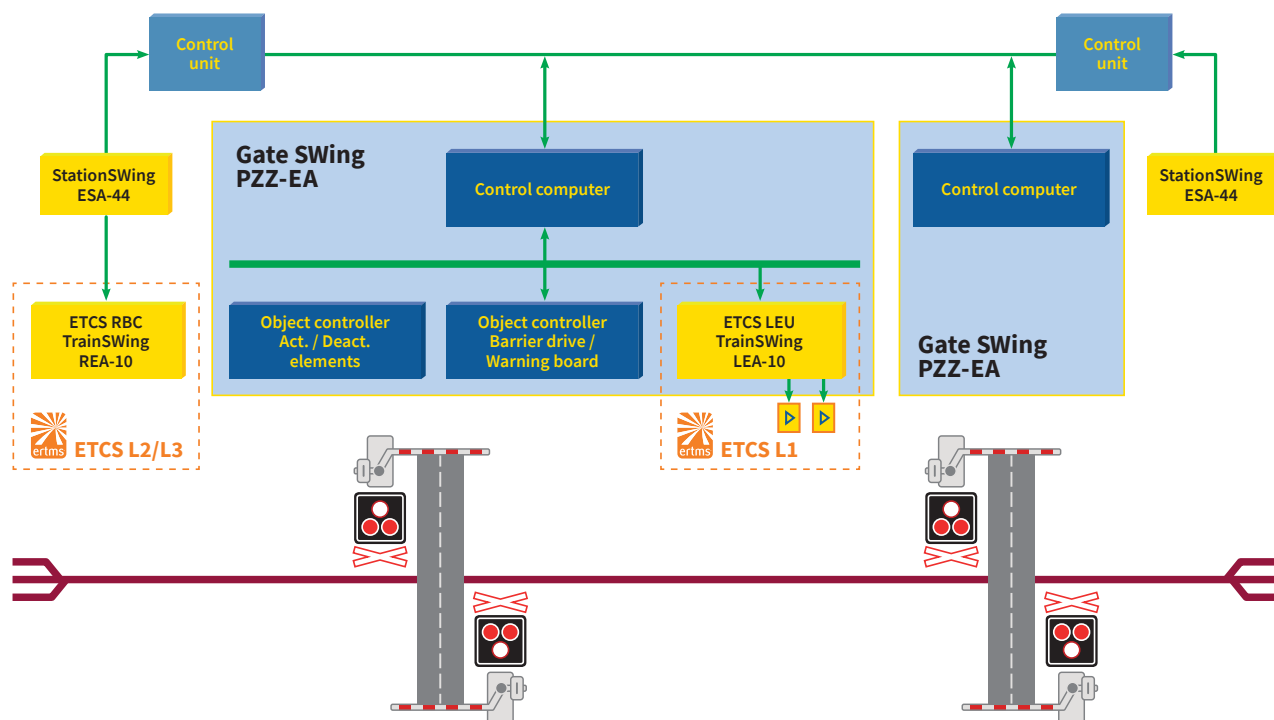 Control
unit
Control
unit
Gate SWing
PZZ-EA
StationSWing
ESA-44
Control computer
Control computer
StationSWing
ESA-44
ETCS RBC
TrainSWing
REA-10
Object controller
Act. / Deact.
elements
Object controller
Barrier drive /
Warning board
ETCS LEU
TrainSWing
LEA-10
Gate SWing
PZZ-EA
ertms
ETCS L2/L3
ertms
ETCS L1